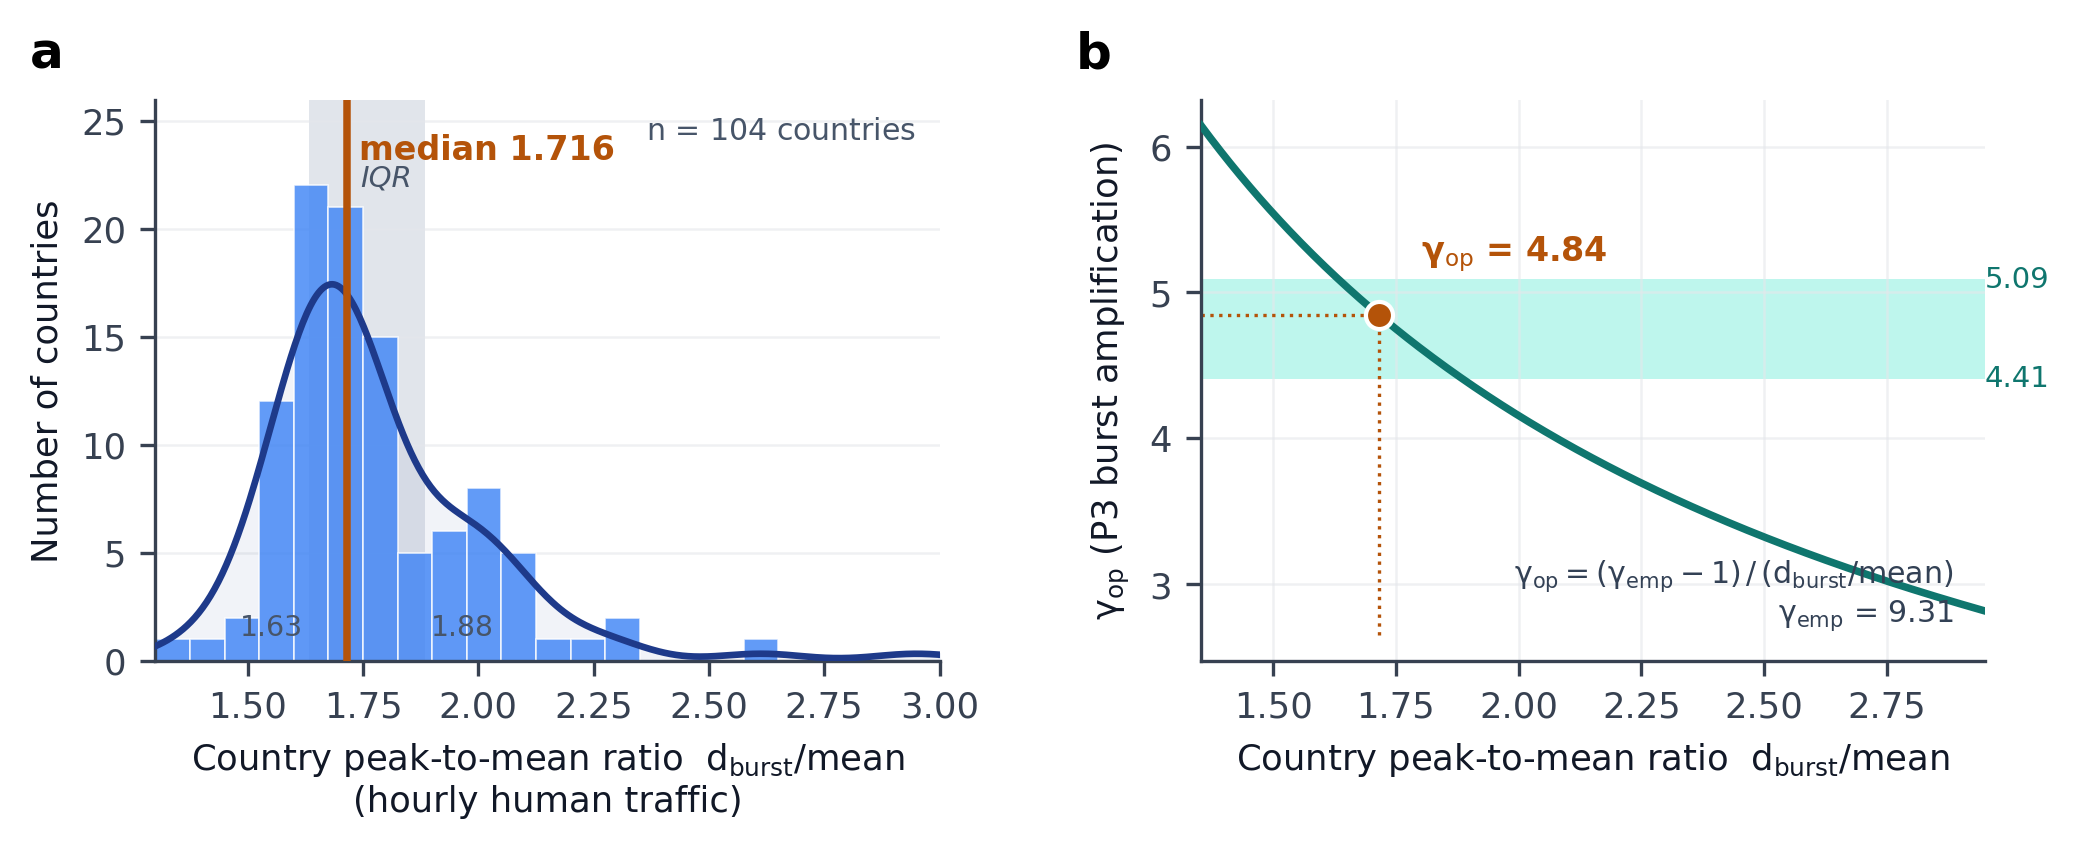 a
25
20
15
10
5
0
Number of countries
median 1.716
IQR
n = 104 countries
1.63
1.88
1.50 1.75 2.00 2.25 2.50 2.75 3.00
Country peak-to-mean ratio d_burst/mean
(hourly human traffic)
b
6
5
4
3
γ_op (P3 burst amplification)
γ_op = 4.84
5.09
4.41
γ_op = (γ_emp − 1) / (d_burst/mean)
γ_emp = 9.31
1.50 1.75 2.00 2.25 2.50 2.75
Country peak-to-mean ratio d_burst/mean